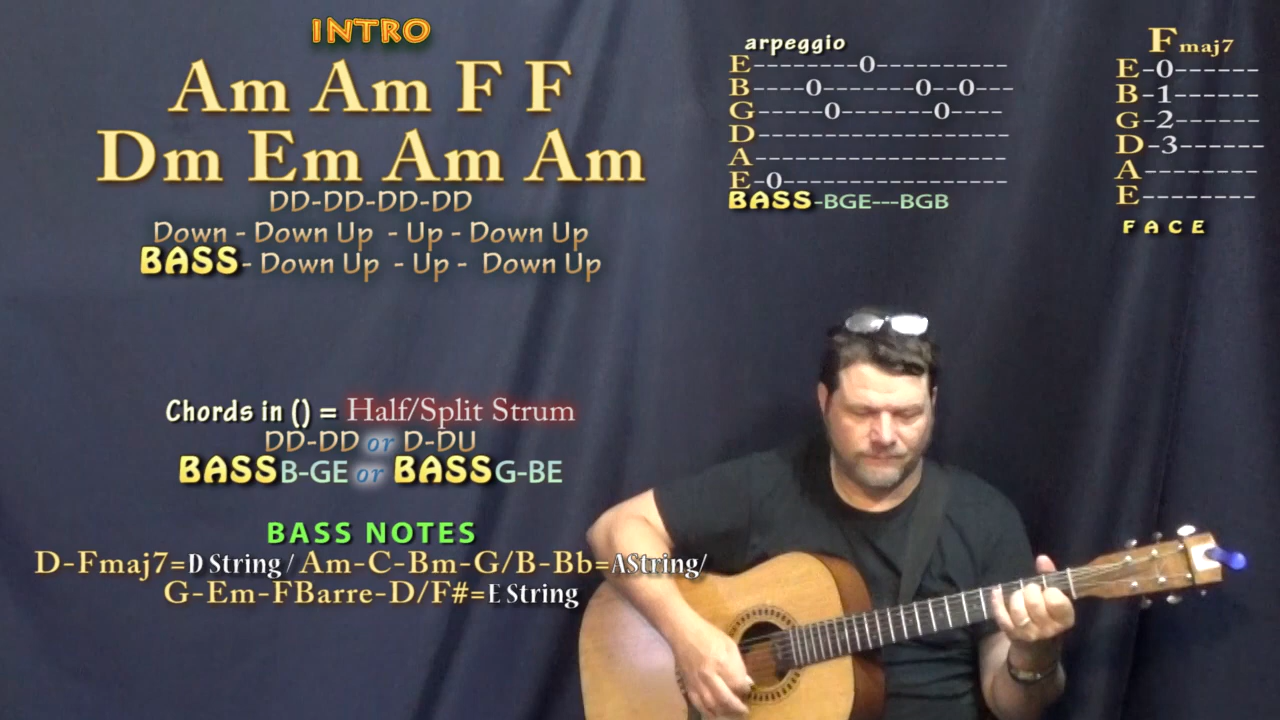 INTRO
Am Am F F
Dm Em Am Am
DD-DD-DD-DD
Down - Down Up - Up - Down Up
BASS- Down Up - Up - Down Up
Chords in () = Half/Split Strum
DD-DD or D-DU
BASS B-GE or BASS G-BE
BASS NOTES
D-Fmaj7=D String / Am-C-Bm-G/B-Bb=AString/
G-Em-FBarre-D/F#=E String
arpeggio
E---------0-----------
B----0--------0--0---
G------0--------0-----
D---------------------
A---------------------
E-0-------------------
BASS-BGE---BGB
Fmaj7
E-0------
B-1------
G-2------
D-3------
A--------
E--------
F A C E